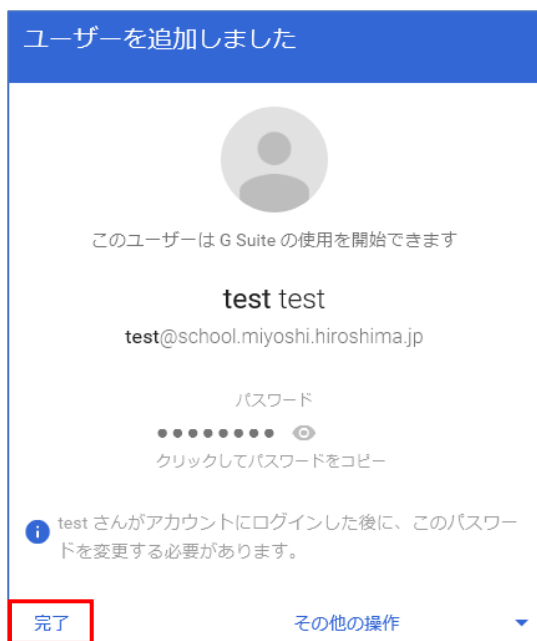 ユーザーを追加しました
このユーザーは G Suite の使用を開始できます
test test
test@school.miyoshi.hiroshima.jp
パスワード
••••••••
クリックしてパスワードをコピー
test さんがアカウントにログインした後に、このパスワー
ドを変更する必要があります。
完了 その他の操作